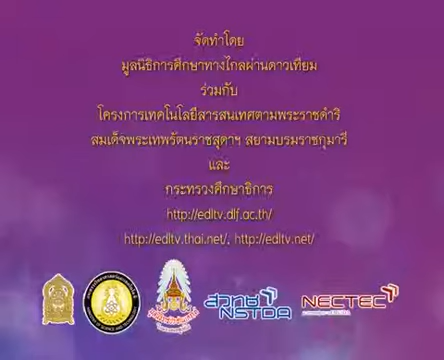 จัดทำโดย
มูลนิธิการศึกษาทางไกลผ่านดาวเทียม
ร่วมกับ
โครงการเทคโนโลยีสารสนเทศตามพระราชดำริ
สมเด็จพระเทพรัตนราชสุดาฯ สยามบรมราชกุมารี
และ
กระทรวงศึกษาธิการ
http://edltv.dlf.ac.th/
http://edltv.thai.net/, http://edltv.net/
สวทช NECTEC
NSTDA